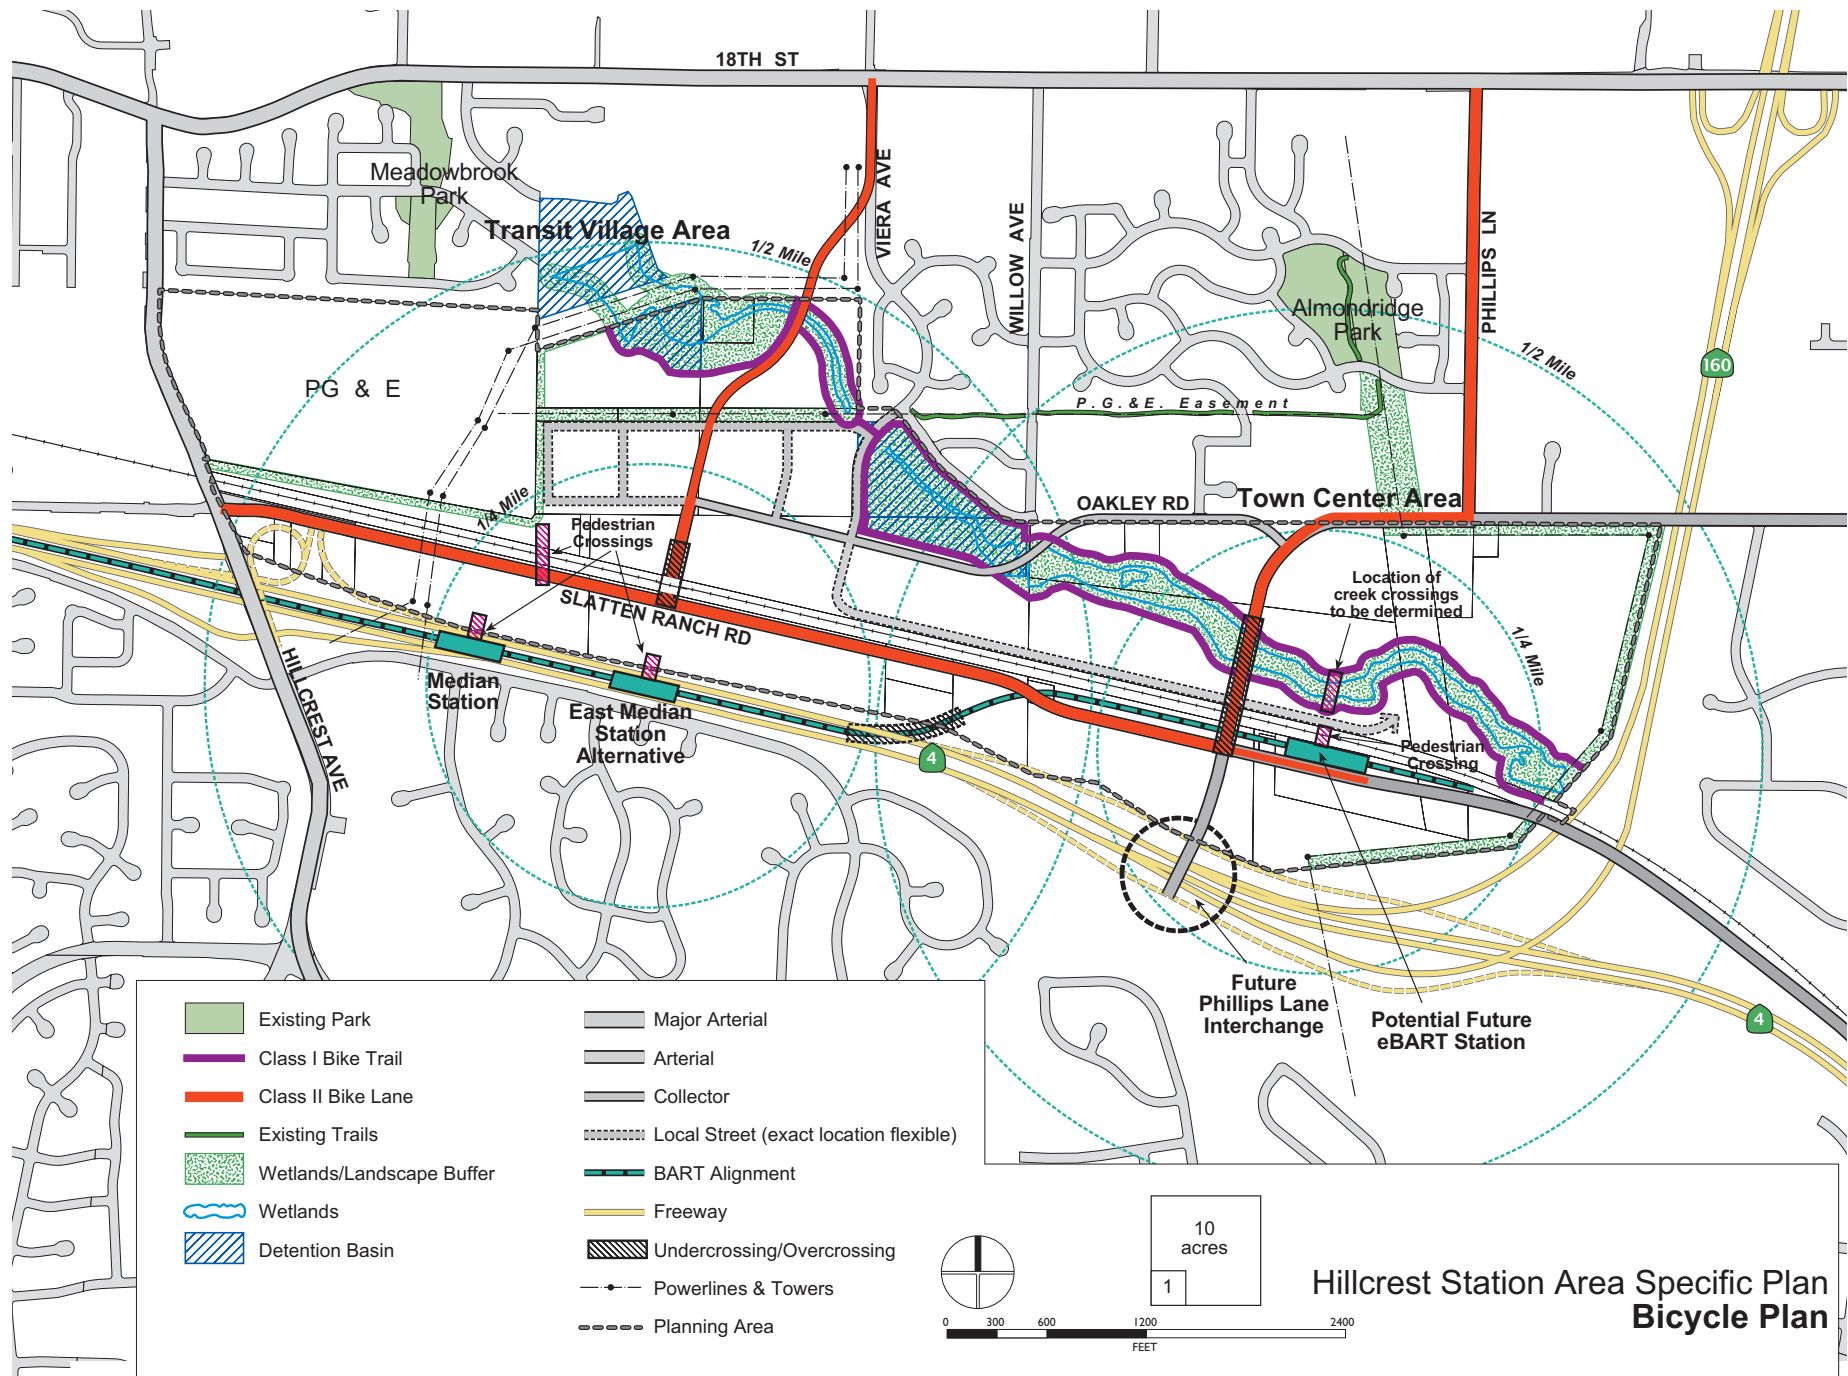 18TH ST
Meadowbrook
Park
Transit Village Area
1/2 Mile
VIERA AVE
WILLOW AVE
PHILLIPS LN
Almondridge
Park
1/2 Mile
160
PG & E
P.G.&E. Easement
1/4 Mile
Pedestrian
Crossings
OAKLEY RD
Town Center Area
SLATTEN RANCH RD
Location of
creek crossings
to be determined
1/4 Mile
HILLCREST AVE
Median
Station
East Median
Station
Alternative
4
Pedestrian
Crossing
Future
Phillips Lane
Interchange
Potential Future
eBART Station
4
Existing Park
Class I Bike Trail
Class II Bike Lane
Existing Trails
Wetlands/Landscape Buffer
Wetlands
Detention Basin
Major Arterial
Arterial
Collector
Local Street (exact location flexible)
BART Alignment
Freeway
Undercrossing/Overcrossing
Powerlines & Towers
Planning Area
10
acres
1
0 300 600 1200 2400
FEET
Hillcrest Station Area Specific Plan
Bicycle Plan